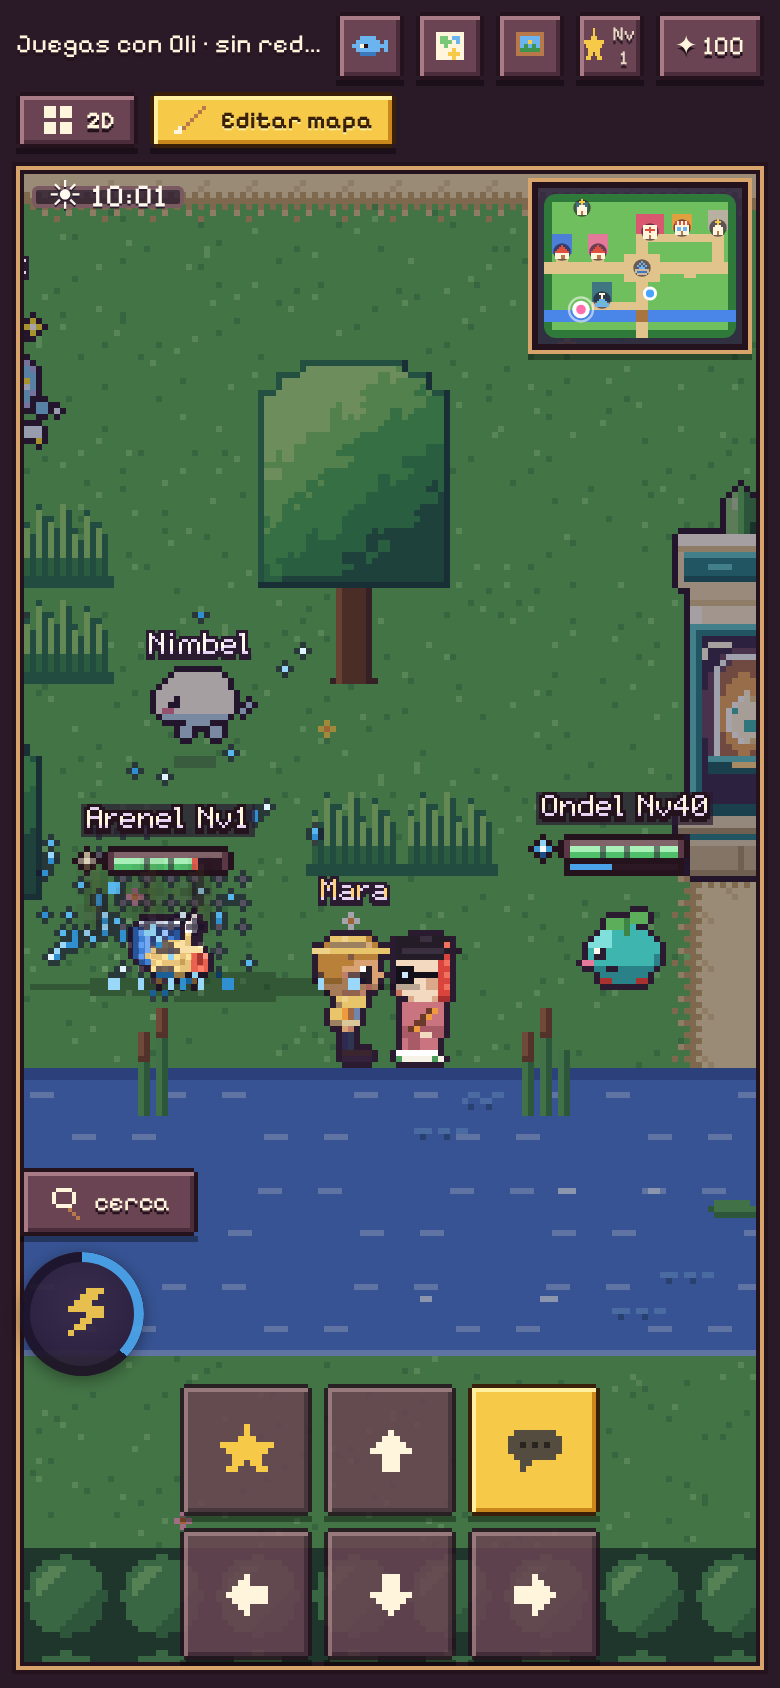 Juegas con Oli · sin red...
Nv 1
✦ 100
2D
Editar mapa
10:01
Nimbel
Arenel Nv1
Ondel Nv40
Mara
cerca